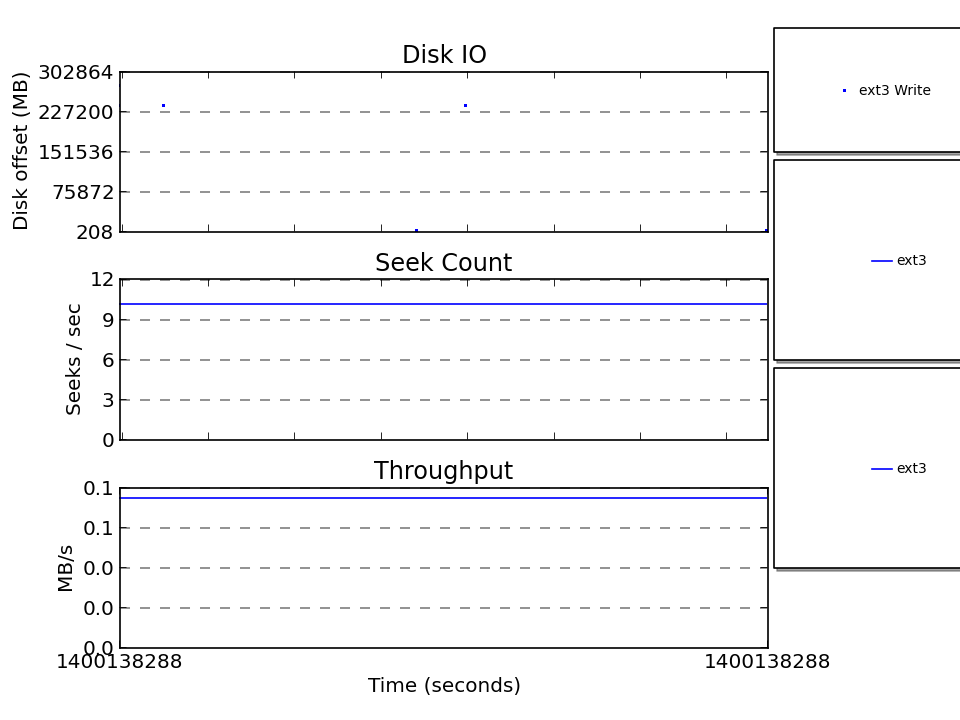 Disk IO
Disk offset (MB)
302864
227200
151536
75872
208
ext3 Write
Seek Count
Seeks / sec
12
9
6
3
0
ext3
Throughput
MB/s
0.1
0.1
0.0
0.0
0.0
ext3
1400138288 1400138288
Time (seconds)